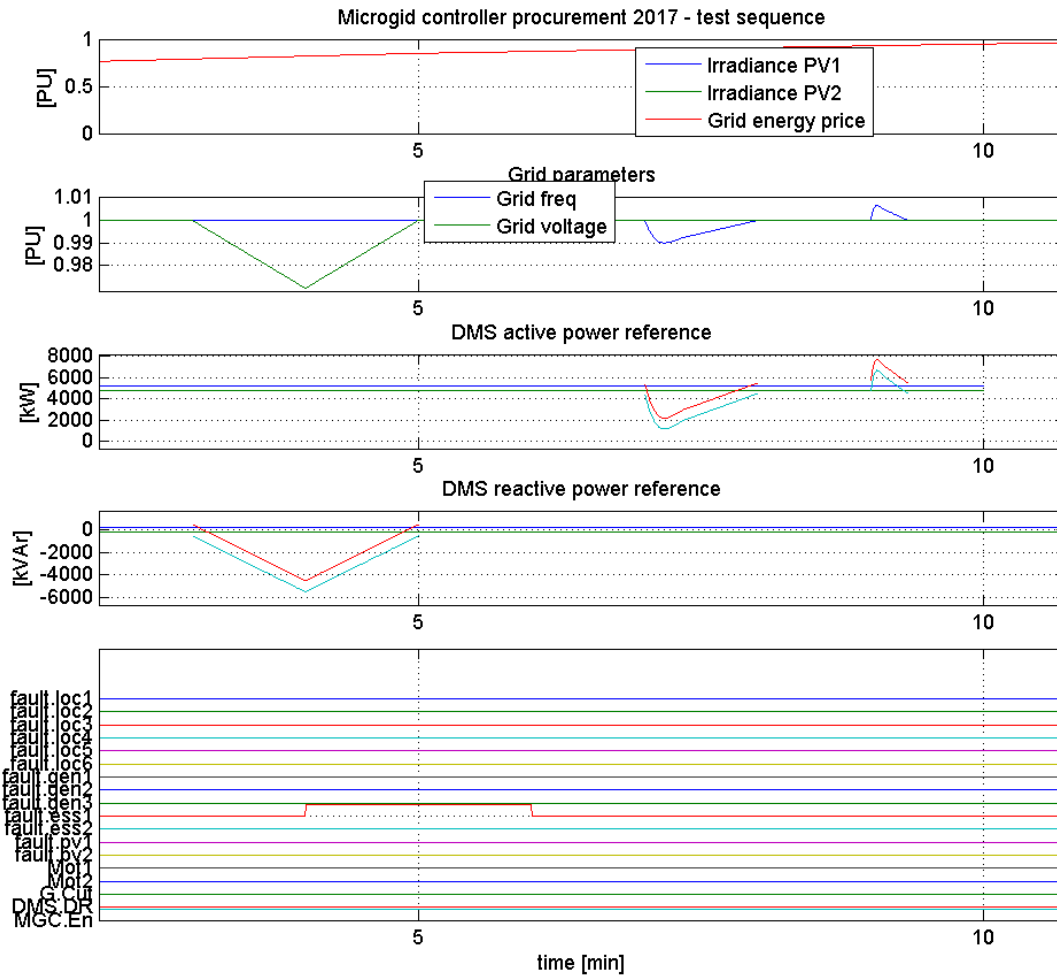 Microgid controller procurement 2017 - test sequence
[PU]
1
0.5
0
Irradiance PV1
Irradiance PV2
Grid energy price
5
10
Grid parameters
[PU]
1.01
1
0.99
0.98
Grid freq
Grid voltage
5
10
DMS active power reference
[kW]
8000
6000
4000
2000
0
5
10
DMS reactive power reference
[kVAr]
0
-2000
-4000
-6000
5
10
fault.loc1
fault.loc2
fault.loc3
fault.loc4
fault.loc5
fault.loc6
fault.gen1
fault.gen2
fault.gen3
fault.ess1
fault.ess2
fault.pv1
fault.pv2
Mot1
Mot2
G.Cut
DMS.DR
MGC.En
5
10
time [min]